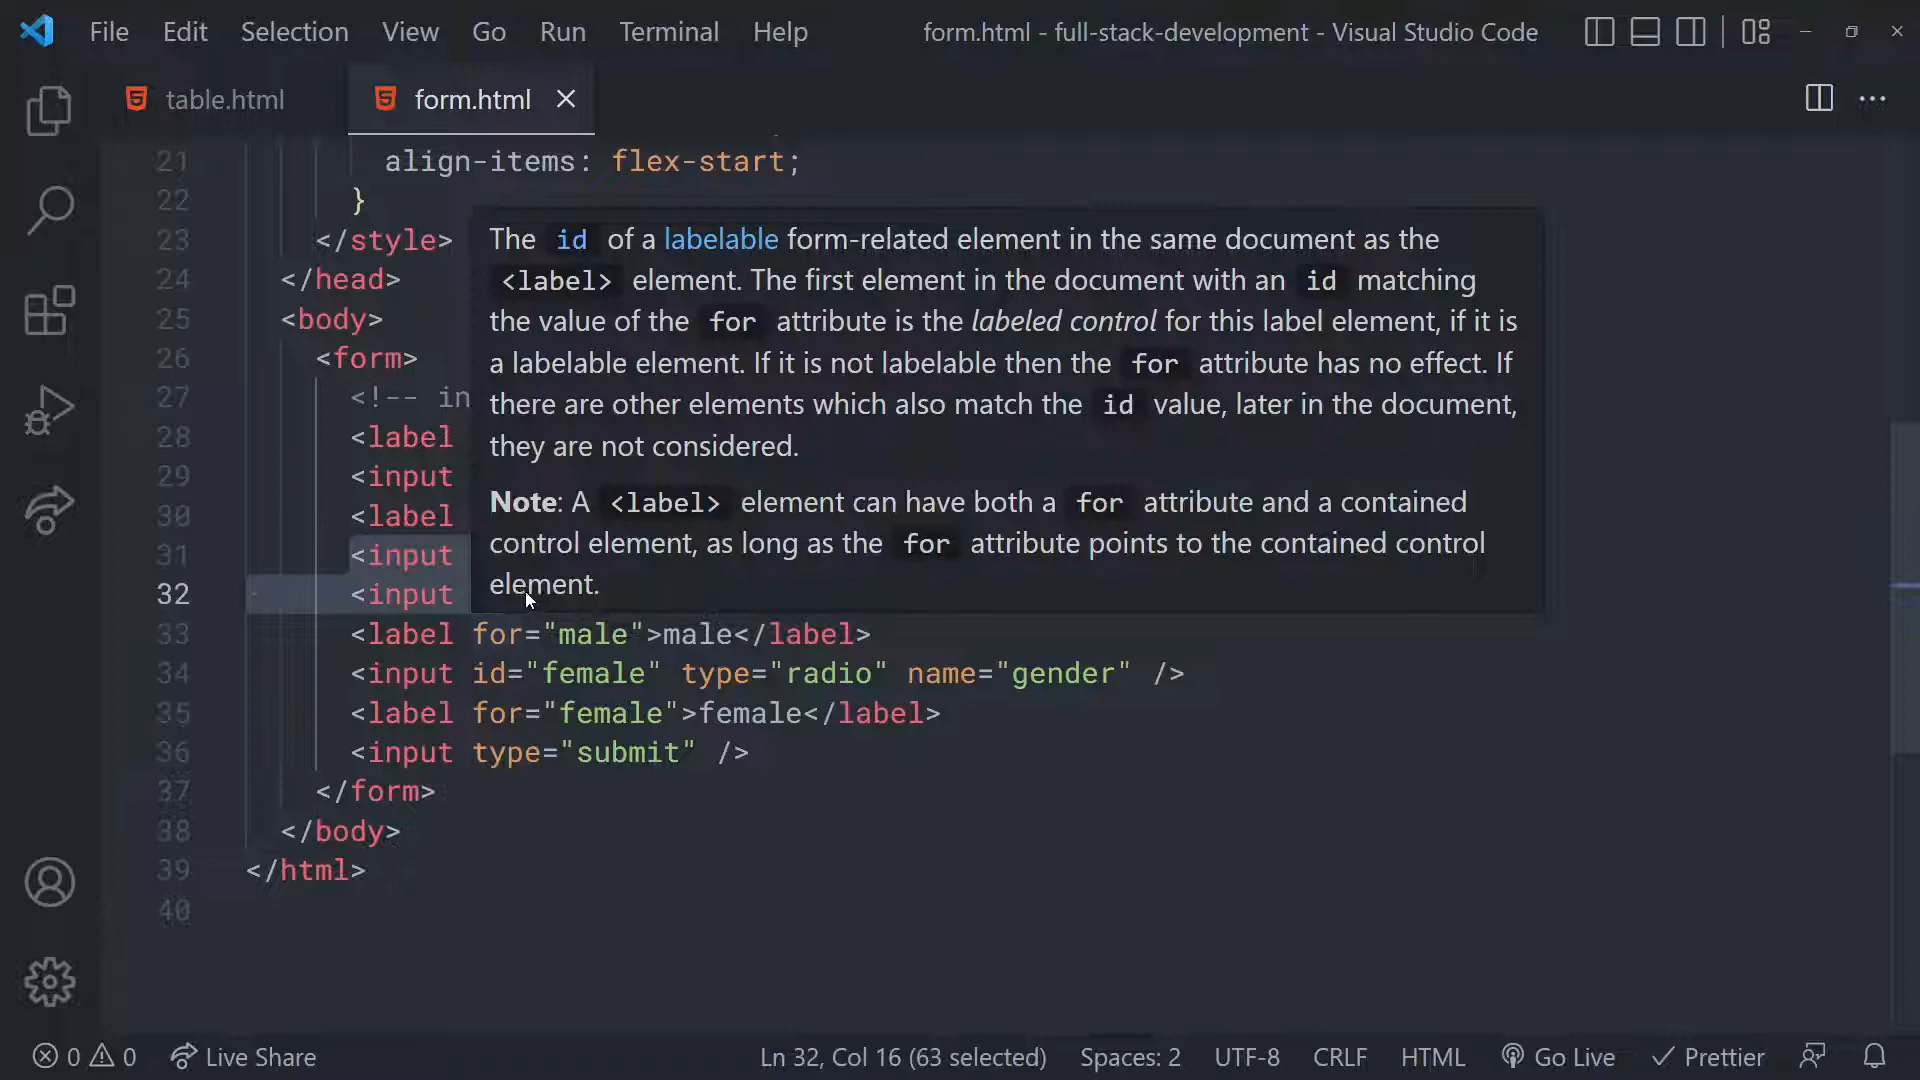 File Edit Selection View Go Run Terminal Help form.html - full-stack-development - Visual Studio Code
table.html form.html
21 align-items: flex-start;
22 }
23 </style>
24 </head>
25 <body>
26 <form>
27 <!-- in
28 <label
29 <input
30 <label
31 <input
32 <input
The id of a labelable form-related element in the same document as the
<label> element. The first element in the document with an id matching
the value of the for attribute is the labeled control for this label element, if it is
a labelable element. If it is not labelable then the for attribute has no effect. If
there are other elements which also match the id value, later in the document,
they are not considered.
Note: A <label> element can have both a for attribute and a contained
control element, as long as the for attribute points to the contained control
element.
33 <label for="male">male</label>
34 <input id="female" type="radio" name="gender" />
35 <label for="female">female</label>
36 <input type="submit" />
37 </form>
38 </body>
39 </html>
40
0 0 Live Share Ln 32, Col 16 (63 selected) Spaces: 2 UTF-8 CRLF HTML Go Live Prettier